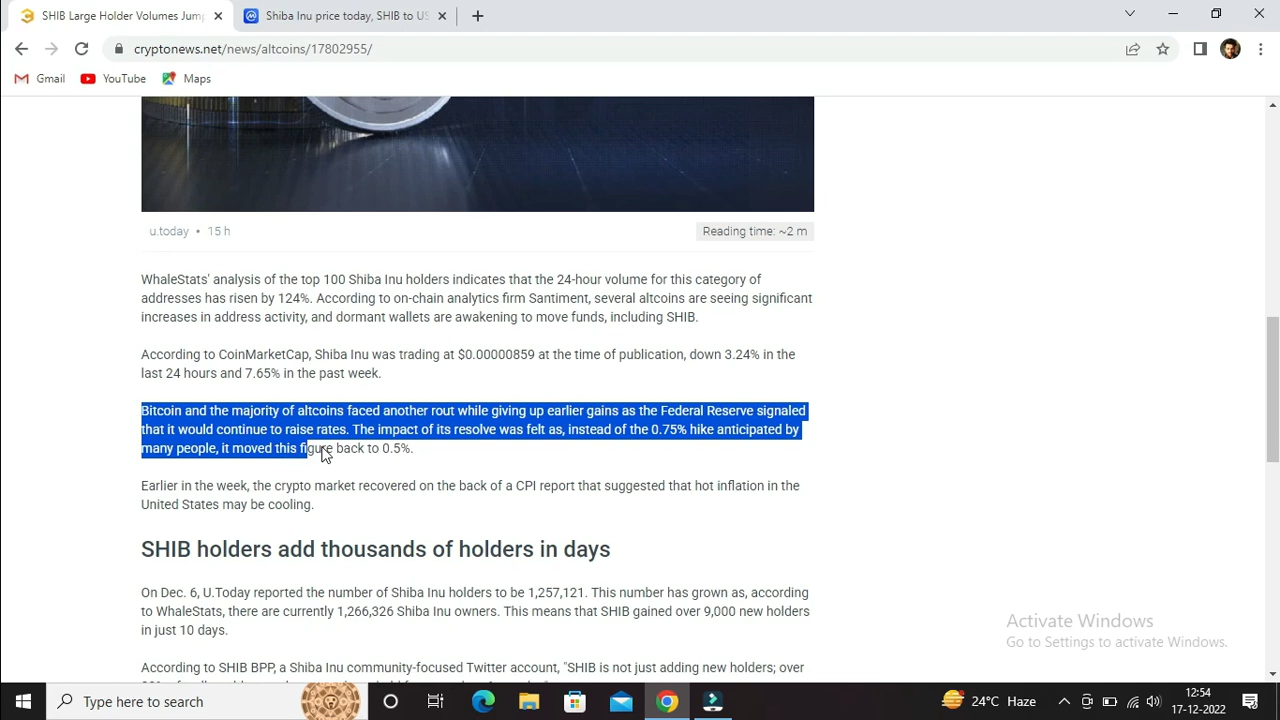 SHIB Large Holder Volumes Jum
Shiba Inu price today, SHIB to US
cryptonews.net/news/altcoins/17802955/
Gmail
YouTube
Maps
u.today • 15 h
Reading time: ~2 m
WhaleStats' analysis of the top 100 Shiba Inu holders indicates that the 24-hour volume for this category of
addresses has risen by 124%. According to on-chain analytics firm Santiment, several altcoins are seeing significant
increases in address activity, and dormant wallets are awakening to move funds, including SHIB.
According to CoinMarketCap, Shiba Inu was trading at $0.00000859 at the time of publication, down 3.24% in the
last 24 hours and 7.65% in the past week.
Bitcoin and the majority of altcoins faced another rout while giving up earlier gains as the Federal Reserve signaled
that it would continue to raise rates. The impact of its resolve was felt as, instead of the 0.75% hike anticipated by
many people, it moved this figure back to 0.5%.
Earlier in the week, the crypto market recovered on the back of a CPI report that suggested that hot inflation in the
United States may be cooling.
SHIB holders add thousands of holders in days
On Dec. 6, U.Today reported the number of Shiba Inu holders to be 1,257,121. This number has grown as, according
to WhaleStats, there are currently 1,266,326 Shiba Inu owners. This means that SHIB gained over 9,000 new holders
in just 10 days.
According to SHIB BPP, a Shiba Inu community-focused Twitter account, "SHIB is not just adding new holders; over
Activate Windows
Go to Settings to activate Windows.
Type here to search
24°C Haze
12:54
17-12-2022